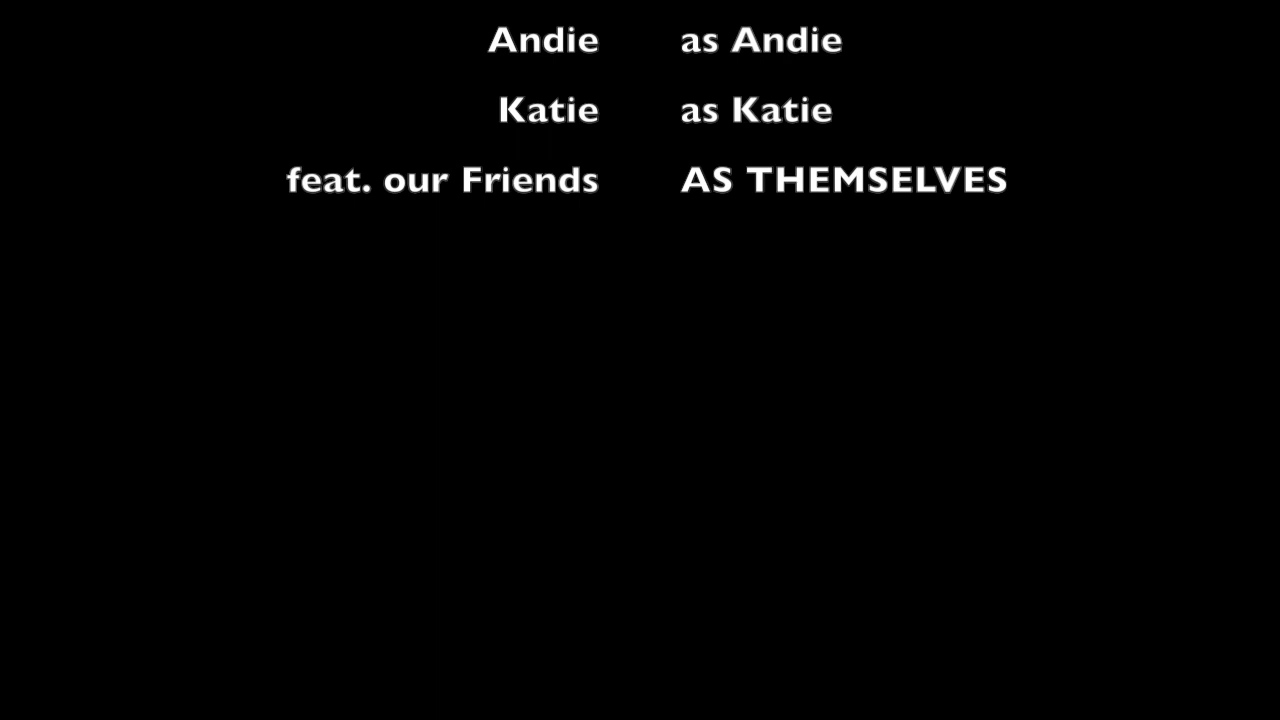 Andie as Andie
Katie as Katie
feat. our Friends AS THEMSELVES